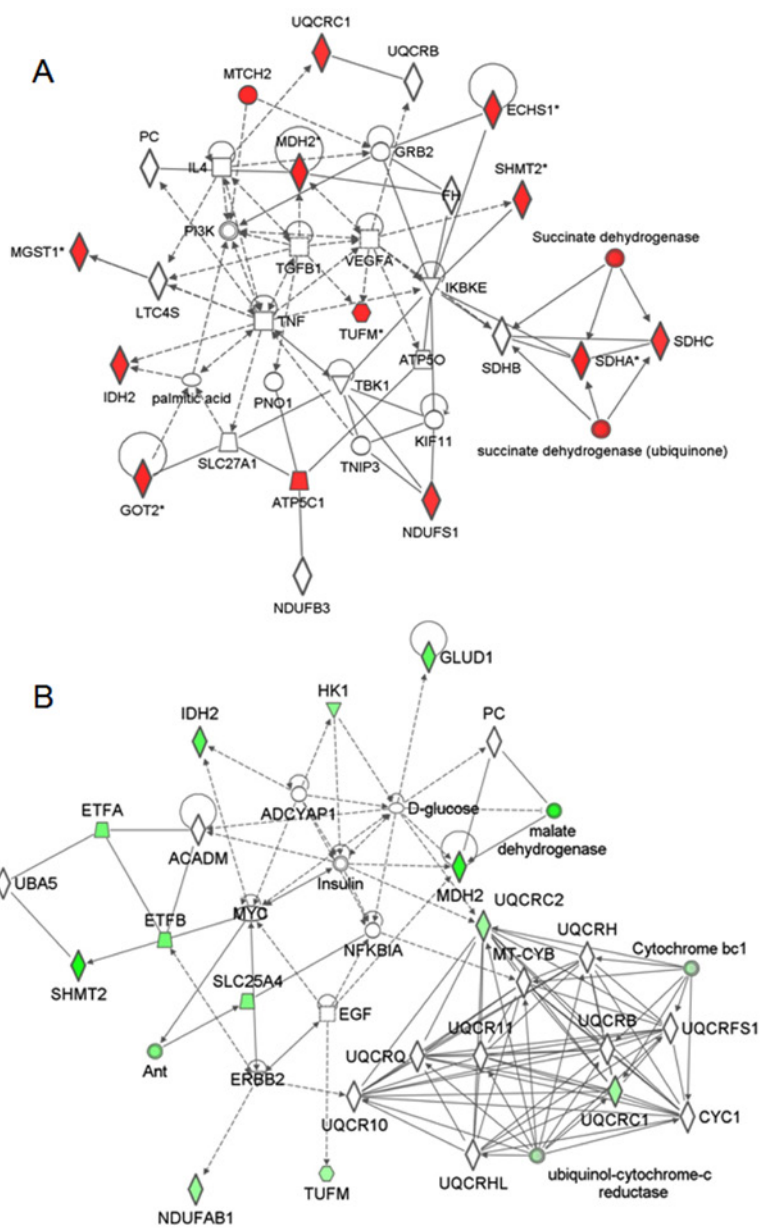 UQCRC1
A
UQCRB
MTCH2
ECHS1*
PC
MDH2*
GRB2
IL4
SHMT2*
FH
PI3K
Succinate dehydrogenase
MGST1*
TGFB1
VEGFA
LTC4S
IKBKE
TNF
TUFM*
SDHB
SDHA*
SDHC
ATP5O
IDH2
palmitic acid
PNO1
TBK1
KIF11
SLC27A1
TNIP3
succinate dehydrogenase (ubiquinone)
GOT2*
ATP5C1
NDUFS1
NDUFB3
GLUD1
B
HK1
IDH2
PC
ETFA
ADCYAP1
D-glucose
malate
dehydrogenase
ACADM
UBA5
Insulin
MDH2
UQCRC2
MYC
ETFB
NFKBIA
UQCRH
MT-CYB
Cytochrome bc1
SHMT2
SLC25A4
EGF
UQCR11
UQCRB
UQCRFS1
UQCRQ
Ant
ERBB2
UQCR10
UQCRC1
CYC1
UQCRHL
ubiquinol-cytochrome-c
reductase
TUFM
NDUFAB1